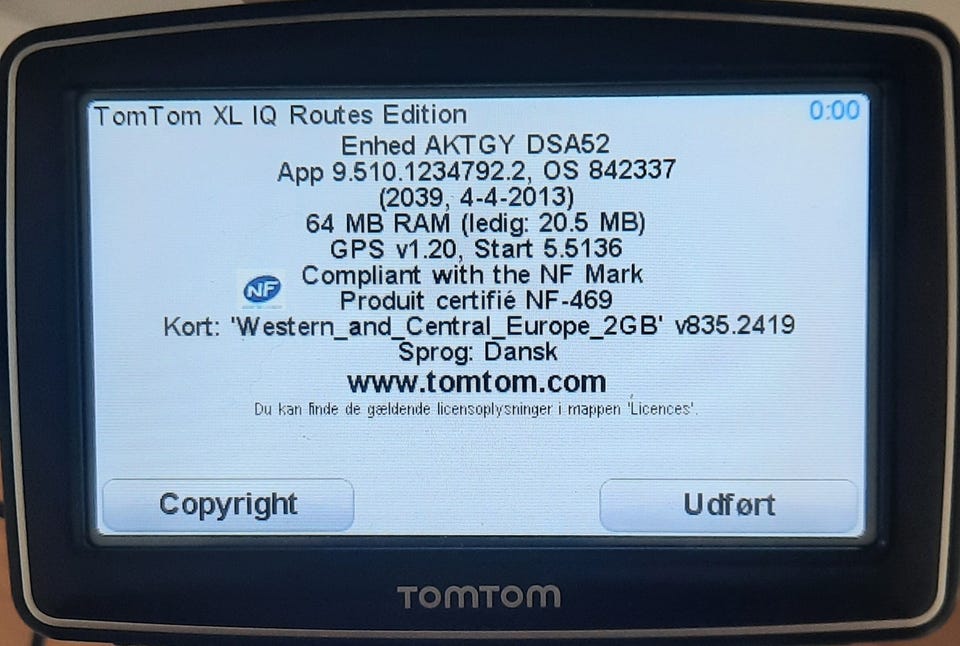 TomTom XL IQ Routes Edition 0:00
Enhed AKTGY DSA52
App 9.510.1234792.2, OS 842337
(2039, 4-4-2013)
64 MB RAM (ledig: 20.5 MB)
GPS v1.20, Start 5.5136
NF Compliant with the NF Mark
Produit certifié NF-469
Kort: 'Western_and_Central_Europe_2GB' v835.2419
Sprog: Dansk
www.tomtom.com
Du kan finde de gældende licensoplysninger i mappen 'Licences'.
Copyright Udført
TOMTOM